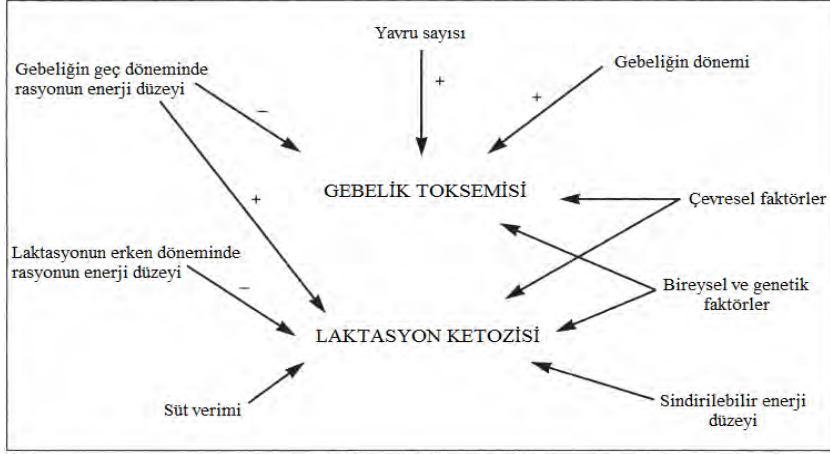 Yavru sayısı
Gebeliğin geç döneminde
rasyonun enerji düzeyi
Gebeliğin dönemi
+
+
–
GEBELİK TOKSEMİSİ
+
Çevresel faktörler
Laktasyonun erken döneminde
rasyonun enerji düzeyi
–
Bireysel ve genetik
faktörler
LAKTASYON KETOZİSİ
Süt verimi
Sindirilebilir enerji
düzeyi